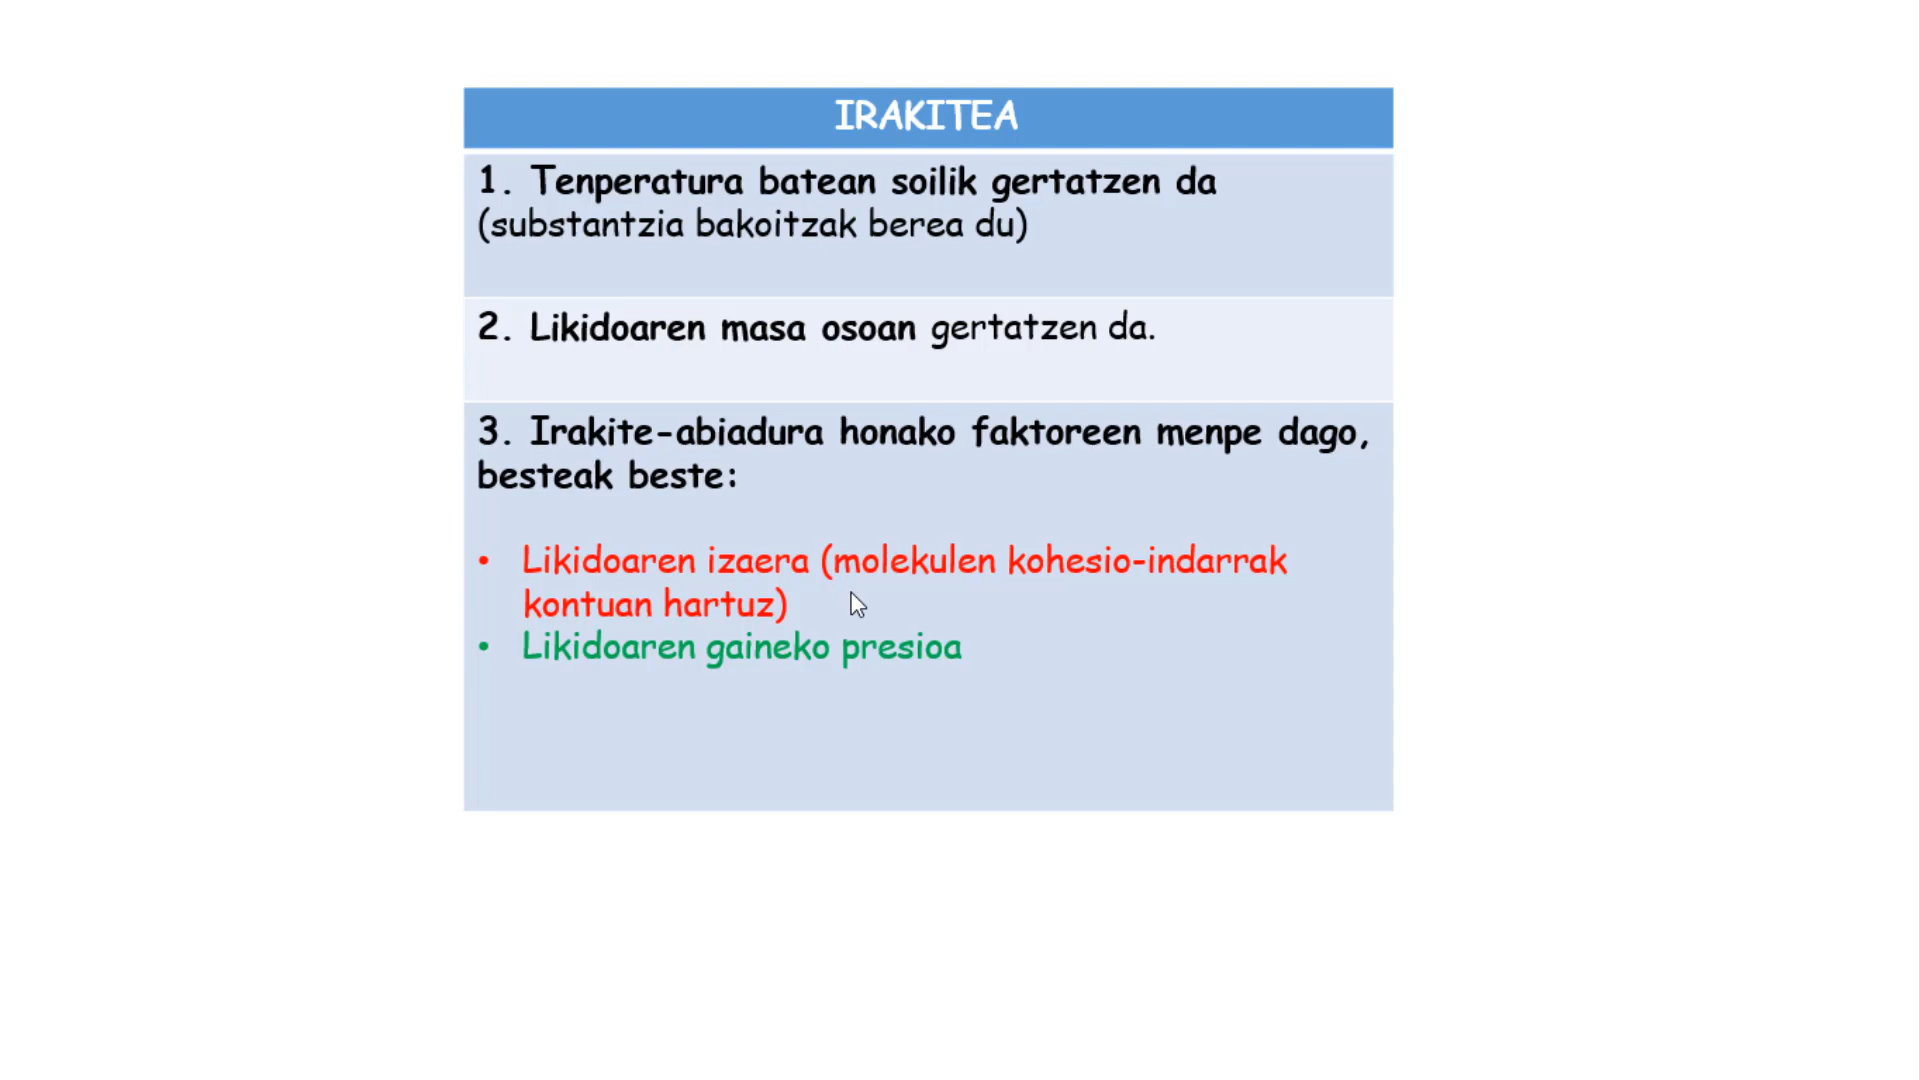 IRAKITEA
1. Tenperatura batean soilik gertatzen da
(substantzia bakoitzak berea du)
2. Likidoaren masa osoan gertatzen da.
3. Irakite-abiadura honako faktoreen menpe dago,
besteak beste:
• Likidoaren izaera (molekulen kohesio-indarrak
kontuan hartuz)
• Likidoaren gaineko presioa